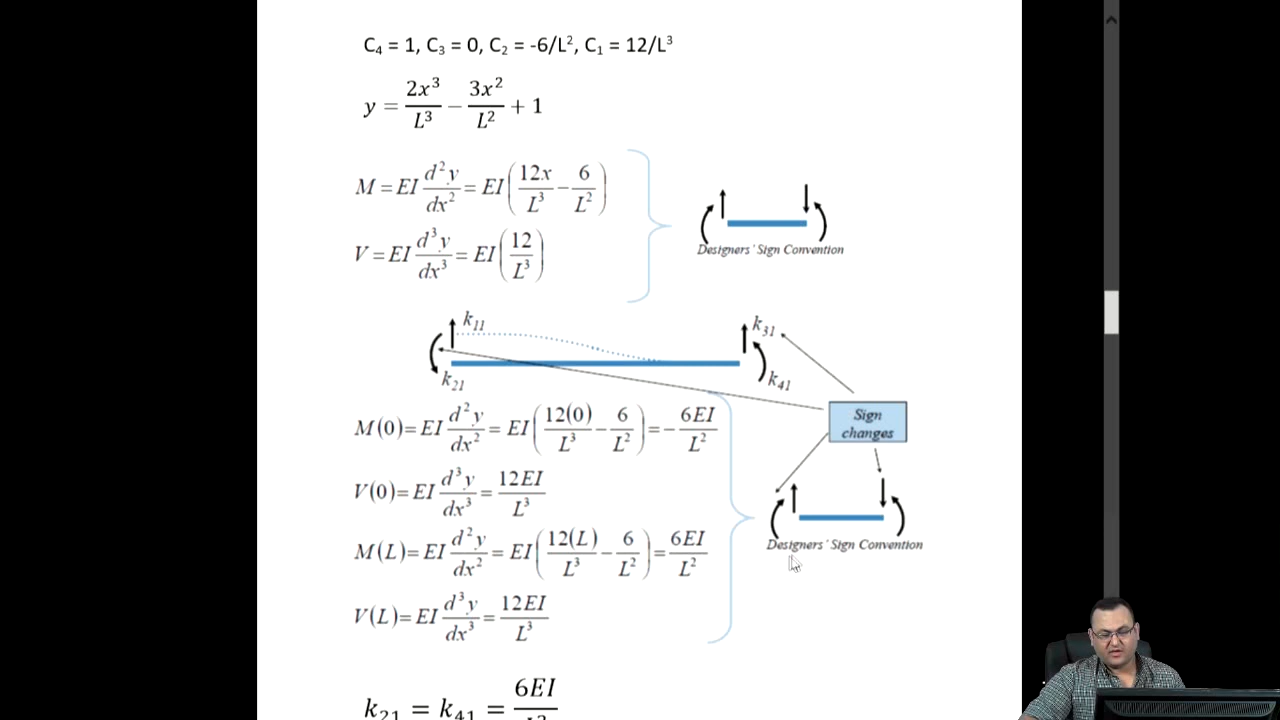 C₄ = 1, C₃ = 0, C₂ = -6/L², C₁ = 12/L³
y = 2x³/L³ − 3x²/L² + 1
M = EI d²y/dx² = EI(12x/L³ − 6/L²)
V = EI d³y/dx³ = EI(12/L³)
Designers' Sign Convention
k₁₁
k₃₁
k₂₁
k₄₁
Sign
changes
M(0) = EI d²y/dx² = EI(12(0)/L³ − 6/L²) = − 6EI/L²
V(0) = EI d³y/dx³ = 12EI/L³
M(L) = EI d²y/dx² = EI(12(L)/L³ − 6/L²) = 6EI/L²
Designers' Sign Convention
V(L) = EI d³y/dx³ = 12EI/L³
k₂₁ = k₄₁ = 6EI